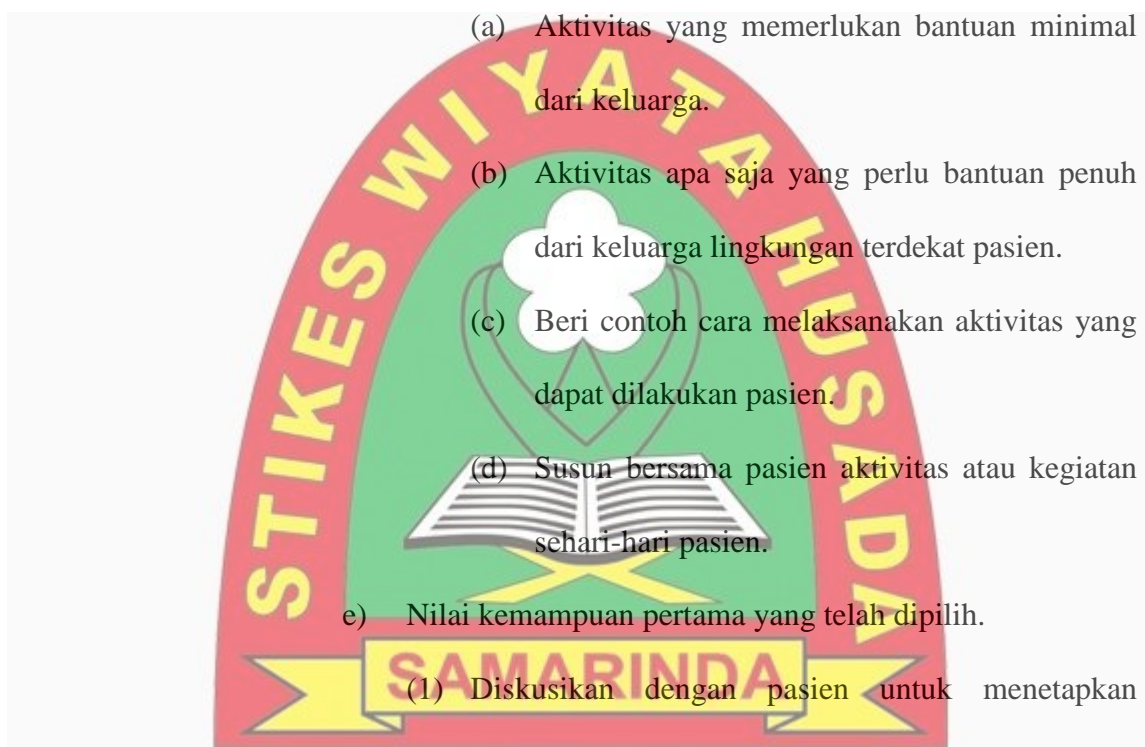 (a) Aktivitas yang memerlukan bantuan minimal
dari keluarga.
(b) Aktivitas apa saja yang perlu bantuan penuh
dari keluarga lingkungan terdekat pasien.
(c) Beri contoh cara melaksanakan aktivitas yang
dapat dilakukan pasien.
(d) Susun bersama pasien aktivitas atau kegiatan
sehari-hari pasien.
e) Nilai kemampuan pertama yang telah dipilih.
(1) Diskusikan dengan pasien untuk menetapkan
STIKES WIYATA HUSADA
SAMARINDA